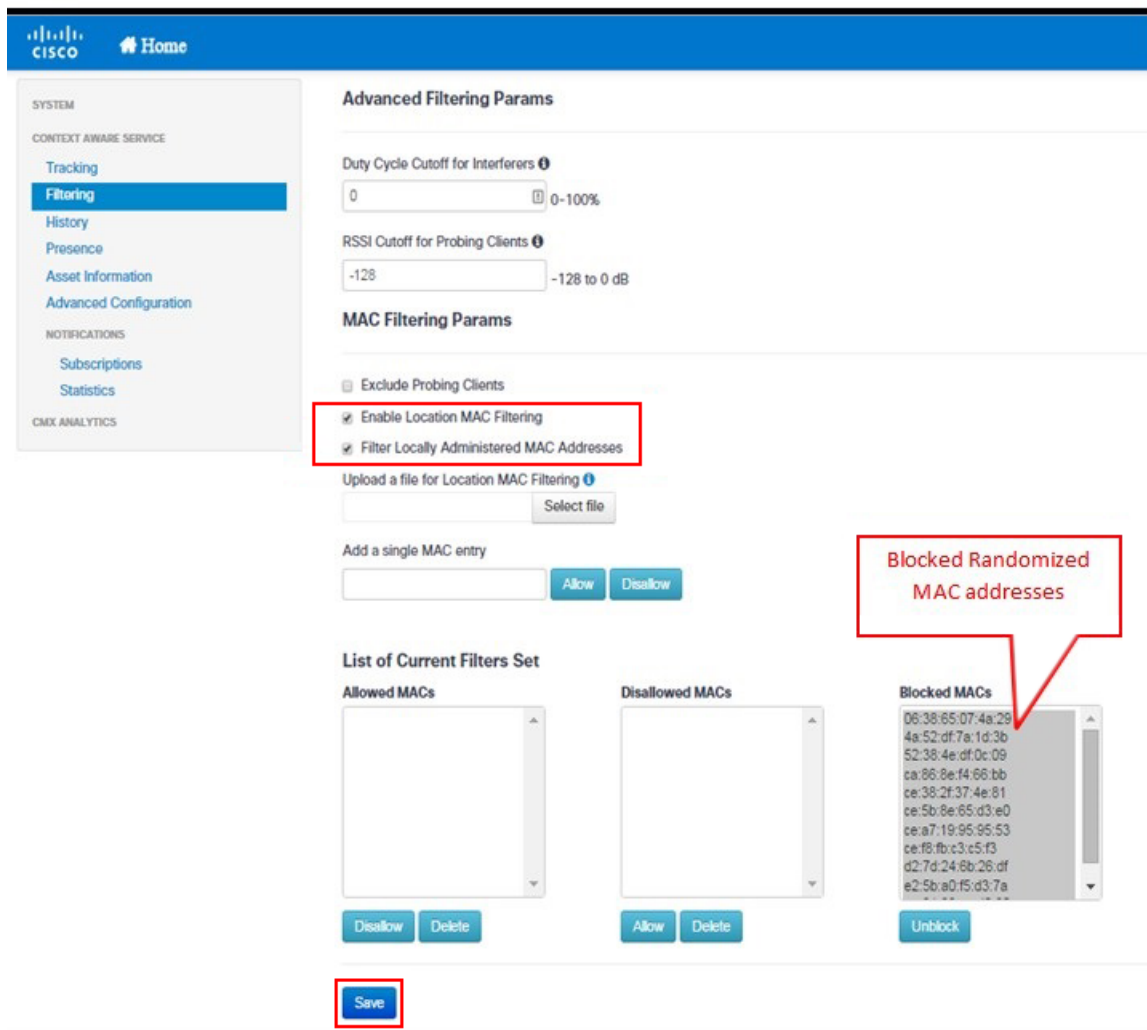 CISCO
Home
SYSTEM
CONTEXT AWARE SERVICE
Tracking
Filtering
History
Presence
Asset Information
Advanced Configuration
NOTIFICATIONS
Subscriptions
Statistics
CMX ANALYTICS
Advanced Filtering Params
Duty Cycle Cutoff for Interferers
0
0-100%
RSSI Cutoff for Probing Clients
-128
-128 to 0 dB
MAC Filtering Params
Exclude Probing Clients
Enable Location MAC Filtering
Filter Locally Administered MAC Addresses
Upload a file for Location MAC Filtering
Select file
Add a single MAC entry
Allow
Disallow
Blocked Randomized
MAC addresses
List of Current Filters Set
Allowed MACs
Disallow
Delete
Disallowed MACs
Allow
Delete
Blocked MACs
06:38:65:07:4a:29
4a:52:df:7a:1d:3b
52:38:4e:df:0c:09
ca:86:8e:f4:66:bb
ce:38:2f:37:4e:81
ce:5b:8e:65:d3:e0
ce:a7:19:95:95:53
ce:f8:fb:c3:c5:f3
d2:7d:24:6b:26:df
e2:5b:a0:f5:d3:7a
Unblock
Save